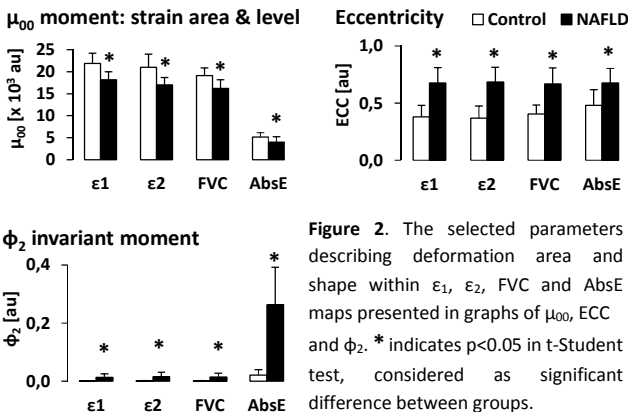 μ₀₀ moment: strain area & level
μ₀₀ [x 10³ au]
25
20
15
10
5
0
* * * *
ε1 ε2 FVC AbsE
Eccentricity
Control NAFLD
ECC [au]
1,0
0,5
0,0
* * * *
ε1 ε2 FVC AbsE
ϕ₂ invariant moment
ϕ₂ [au]
0,4
0,2
0,0
* * * *
ε1 ε2 FVC AbsE
Figure 2. The selected parameters
describing deformation area and
shape within ε₁, ε₂, FVC and AbsE
maps presented in graphs of μ₀₀, ECC
and ϕ₂. * indicates p<0.05 in t-Student
test, considered as significant
difference between groups.